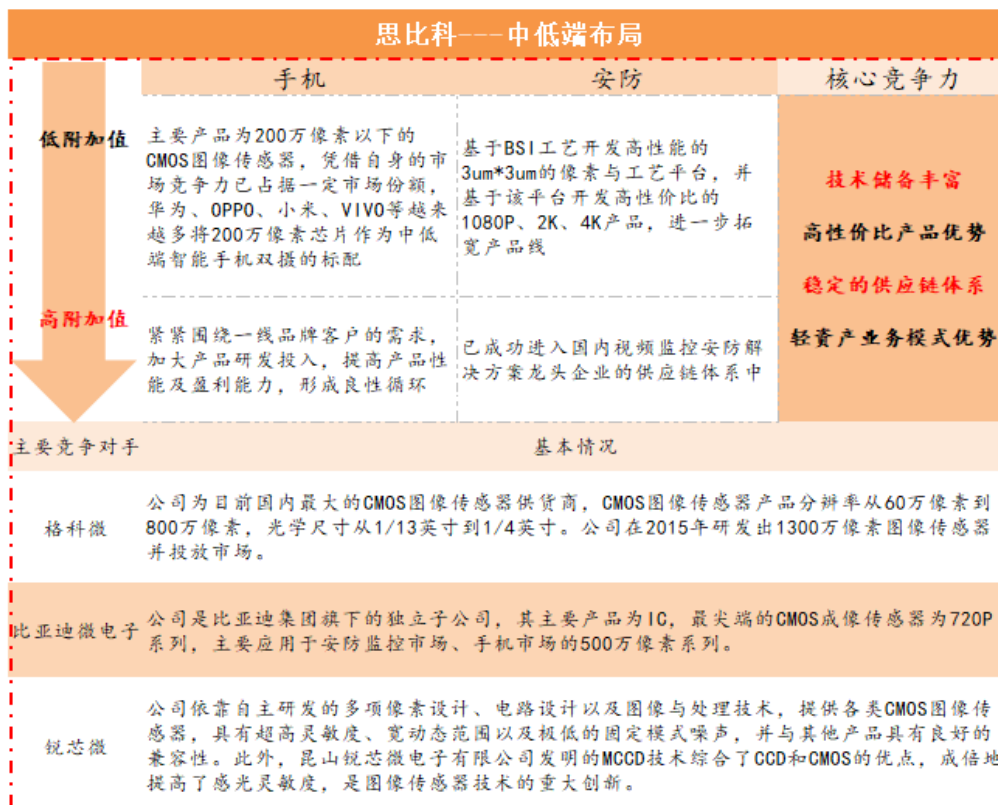 思比科---中低端布局
手机
安防
核心竞争力
低附加值
高附加值
主要产品为200万像素以下的
CMOS图像传感器，凭借自身的市
场竞争力已占据一定市场份额，
华为、OPPO、小米、VIVO等越来
越多将200万像素芯片作为中低
端智能手机双摄的标配
基于BSI工艺开发高性能的
3um*3um的像素与工艺平台，并
基于该平台开发高性价比的
1080P、2K、4K产品，进一步拓
宽产品线
技术储备丰富
高性价比产品优势
稳定的供应链体系
轻资产业务模式优势
紧紧围绕一线品牌客户的需求，
加大产品研发投入，提高产品性
能及盈利能力，形成良性循环
已成功进入国内视频监控安防解
决方案龙头企业的供应链体系中
主要竞争对手
基本情况
格科微
公司为目前国内最大的CMOS图像传感器供货商，CMOS图像传感器产品分辨率从60万像素到
800万像素，光学尺寸从1/13英寸到1/4英寸。公司在2015年研发出1300万像素图像传感器
并投放市场。
比亚迪微电子
公司是比亚迪集团旗下的独立子公司，其主要产品为IC，最尖端的CMOS成像传感器为720P
系列，主要应用于安防监控市场、手机市场的500万像素系列。
锐芯微
公司依靠自主研发的多项像素设计、电路设计以及图像与处理技术，提供各类CMOS图像传
感器，具有超高灵敏度、宽动态范围以及极低的固定模式噪声，并与其他产品具有良好的
兼容性。此外，昆山锐芯微电子有限公司发明的MCCD技术综合了CCD和CMOS的优点，成倍地
提高了感光灵敏度，是图像传感器技术的重大创新。